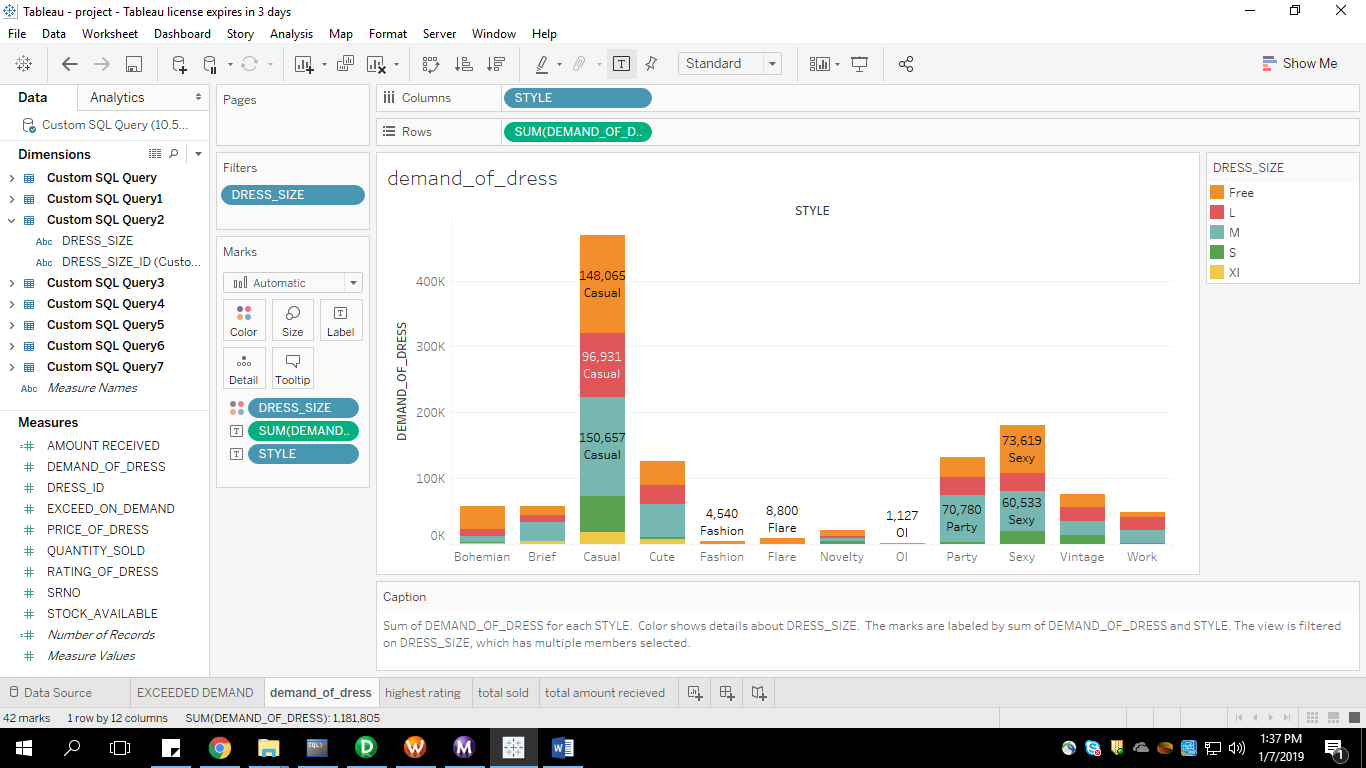 Tableau - project - Tableau license expires in 3 days
File Data Worksheet Dashboard Story Analysis Map Format Server Window Help
Standard
Show Me
Data Analytics
Custom SQL Query (10.5...
Dimensions
Custom SQL Query
Custom SQL Query1
Custom SQL Query2
Abc DRESS_SIZE
Abc DRESS_SIZE_ID (Custo...
Custom SQL Query3
Custom SQL Query4
Custom SQL Query5
Custom SQL Query6
Custom SQL Query7
Abc Measure Names
Measures
AMOUNT RECEIVED
DEMAND_OF_DRESS
DRESS_ID
EXCEED_ON_DEMAND
PRICE_OF_DRESS
QUANTITY_SOLD
RATING_OF_DRESS
SRNO
STOCK_AVAILABLE
Number of Records
Measure Values
Pages
Filters
DRESS_SIZE
Marks
Automatic
Color Size Label
Detail Tooltip
DRESS_SIZE
SUM(DEMAND..
STYLE
Columns STYLE
Rows SUM(DEMAND_OF_D..
demand_of_dress
STYLE
DEMAND_OF_DRESS
400K
300K
200K
100K
0K
148,065
Casual
96,931
Casual
150,657
Casual
4,540
Fashion
8,800
Flare
1,127
OI
70,780
Party
73,619
Sexy
60,533
Sexy
Bohemian Brief Casual Cute Fashion Flare Novelty OI Party Sexy Vintage Work
DRESS_SIZE
Free
L
M
S
Xl
Caption
Sum of DEMAND_OF_DRESS for each STYLE. Color shows details about DRESS_SIZE. The marks are labeled by sum of DEMAND_OF_DRESS and STYLE. The view is filtered
on DRESS_SIZE, which has multiple members selected.
Data Source EXCEEDED DEMAND demand_of_dress highest rating total sold total amount recieved
42 marks 1 row by 12 columns SUM(DEMAND_OF_DRESS): 1,181,805
SQL>
D
W
M
W
1:37 PM
1/7/2019
1